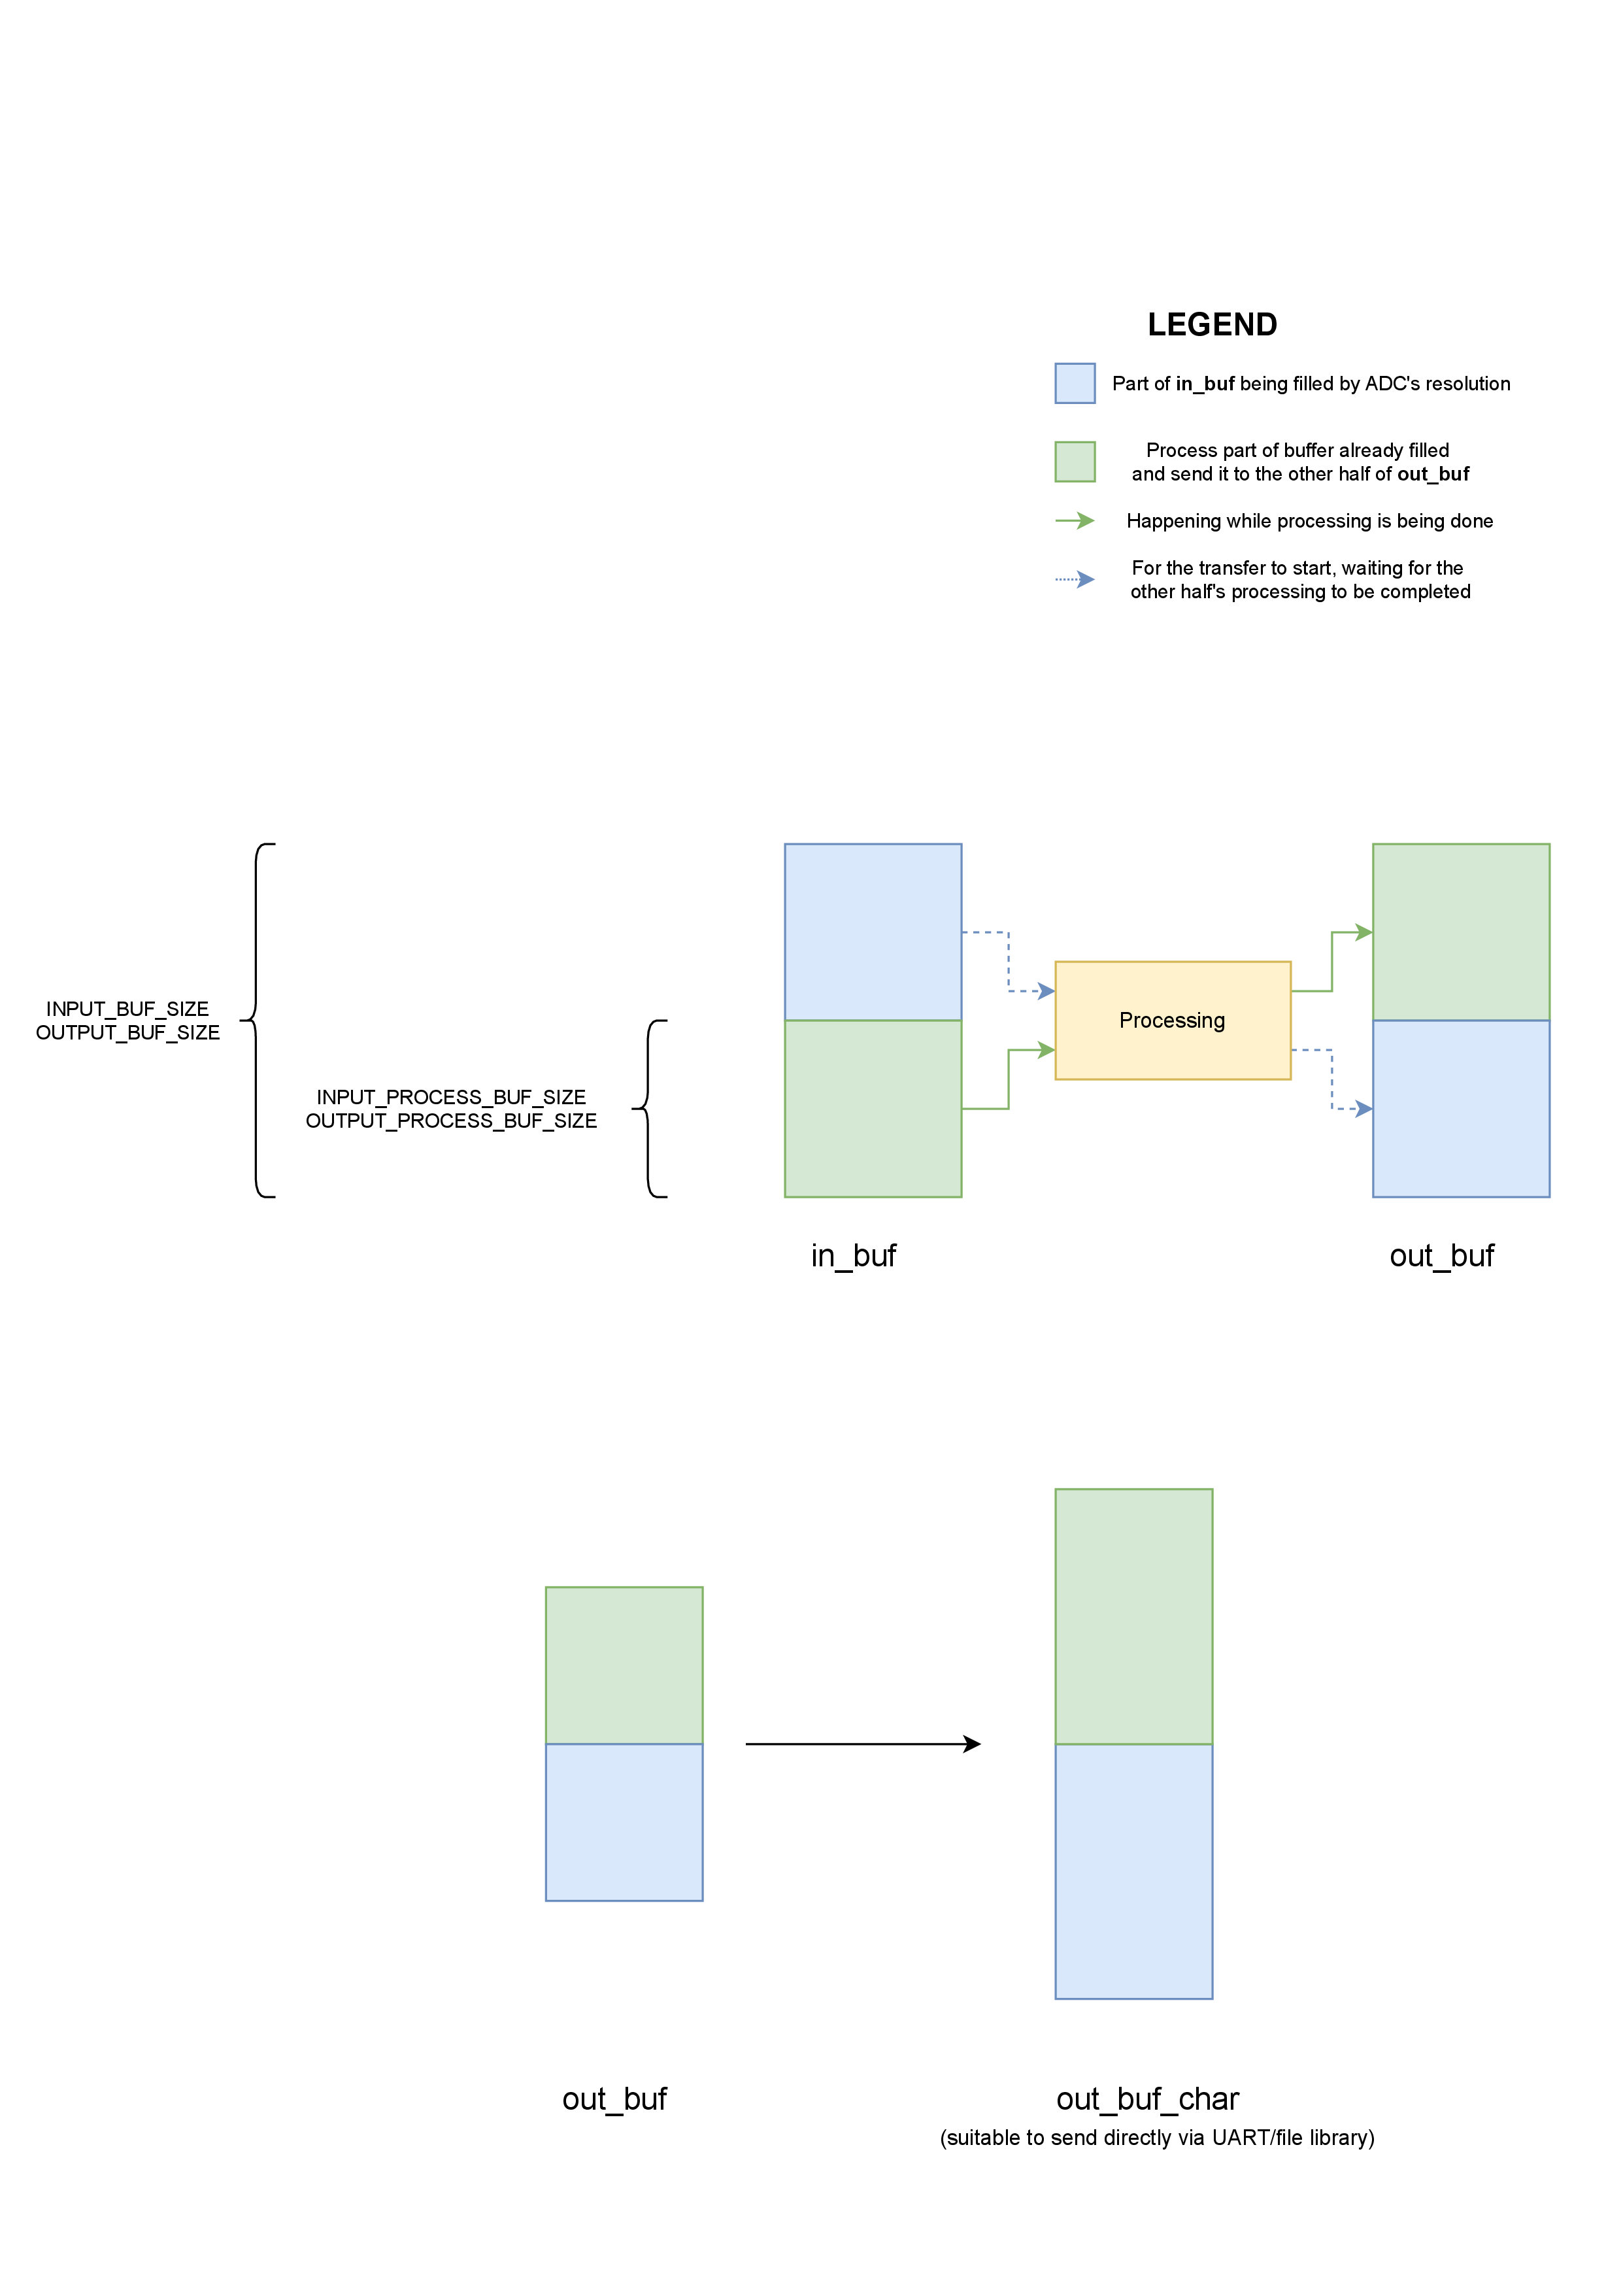 LEGEND
Part of in_buf being filled by ADC's resolution
Process part of buffer already filled
and send it to the other half of out_buf
Happening while processing is being done
For the transfer to start, waiting for the
other half's processing to be completed
INPUT_BUF_SIZE
OUTPUT_BUF_SIZE
INPUT_PROCESS_BUF_SIZE
OUTPUT_PROCESS_BUF_SIZE
Processing
in_buf
out_buf
out_buf
out_buf_char
(suitable to send directly via UART/file library)